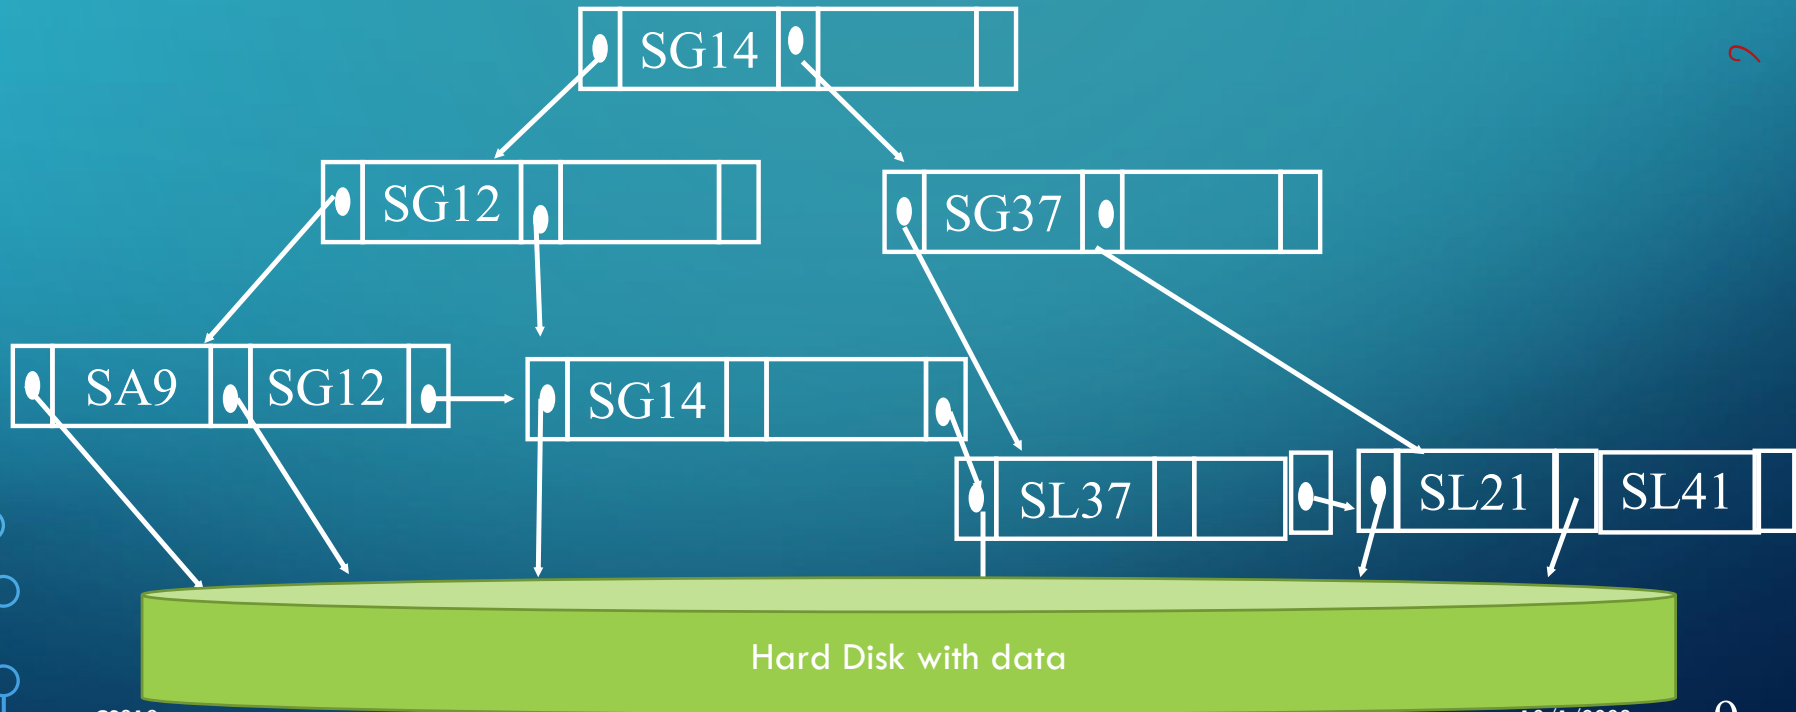 SG14
SG12
SG37
SA9 SG12
SG14
SL37
SL21 SL41
Hard Disk with data